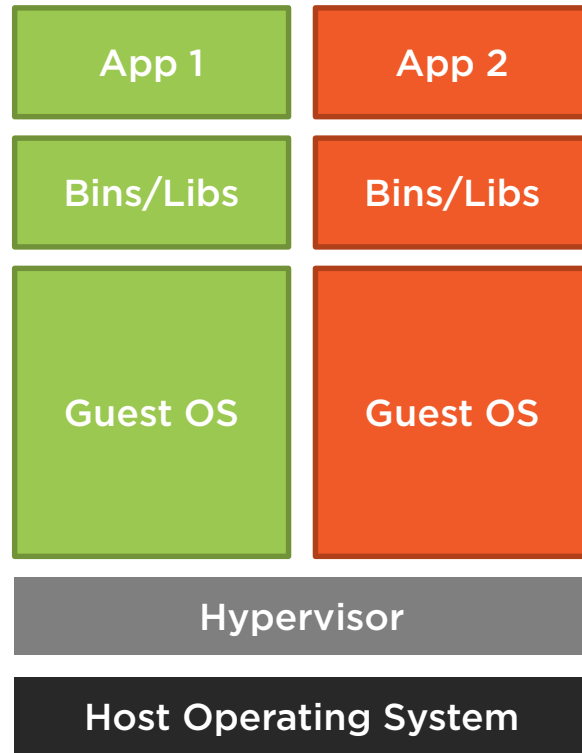 App 1
App 2
Bins/Libs
Bins/Libs
Guest OS
Guest OS
Hypervisor
Host Operating System